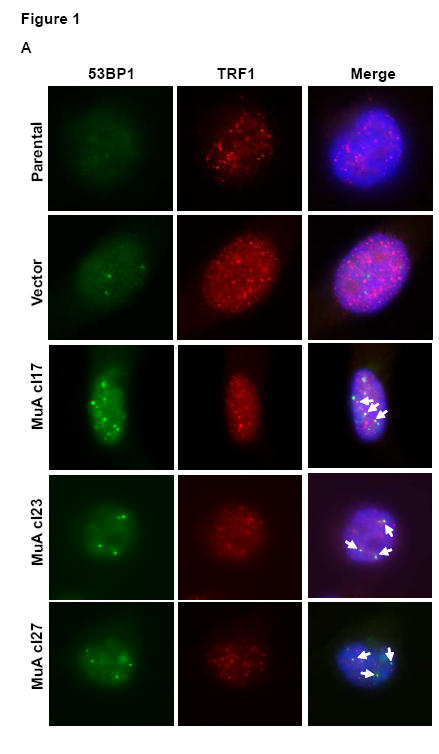 Figure 1
A
53BP1 TRF1 Merge
Parental
Vector
MuA cl17
MuA cl23
MuA cl27